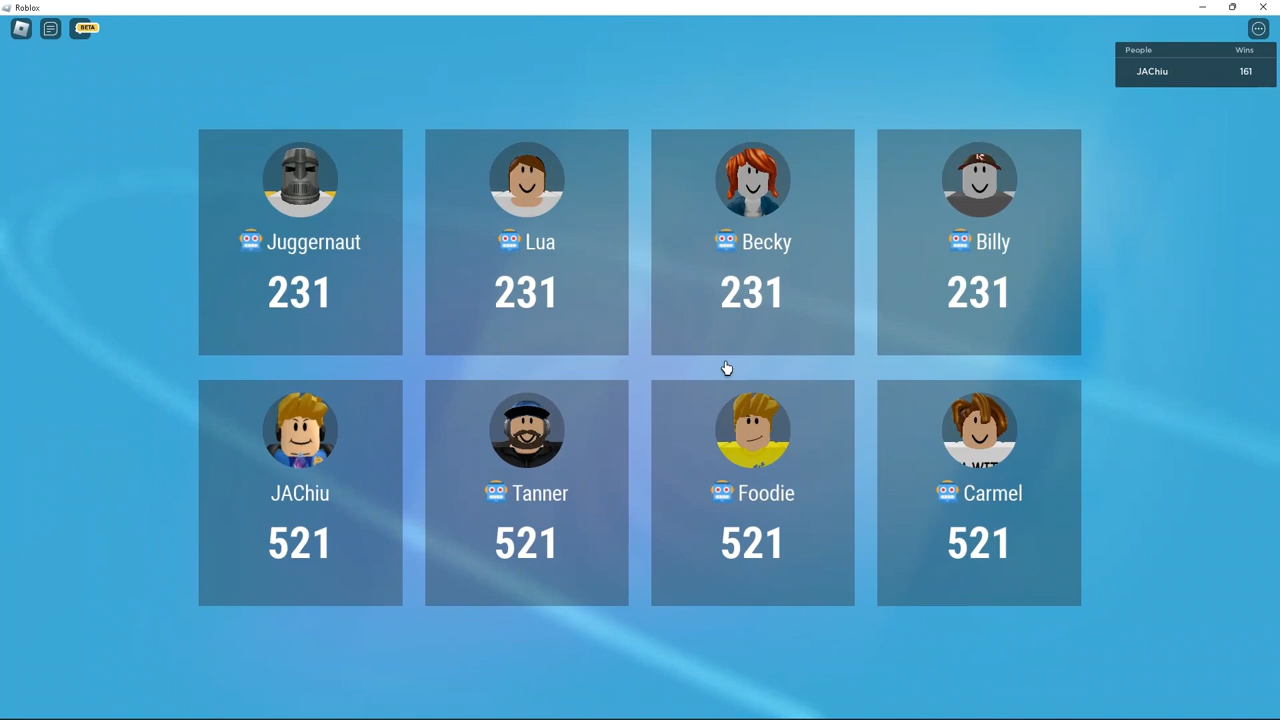 Roblox
BETA
People Wins
JAChiu 161
Juggernaut Lua Becky Billy
231 231 231 231
JAChiu Tanner Foodie Carmel
521 521 521 521